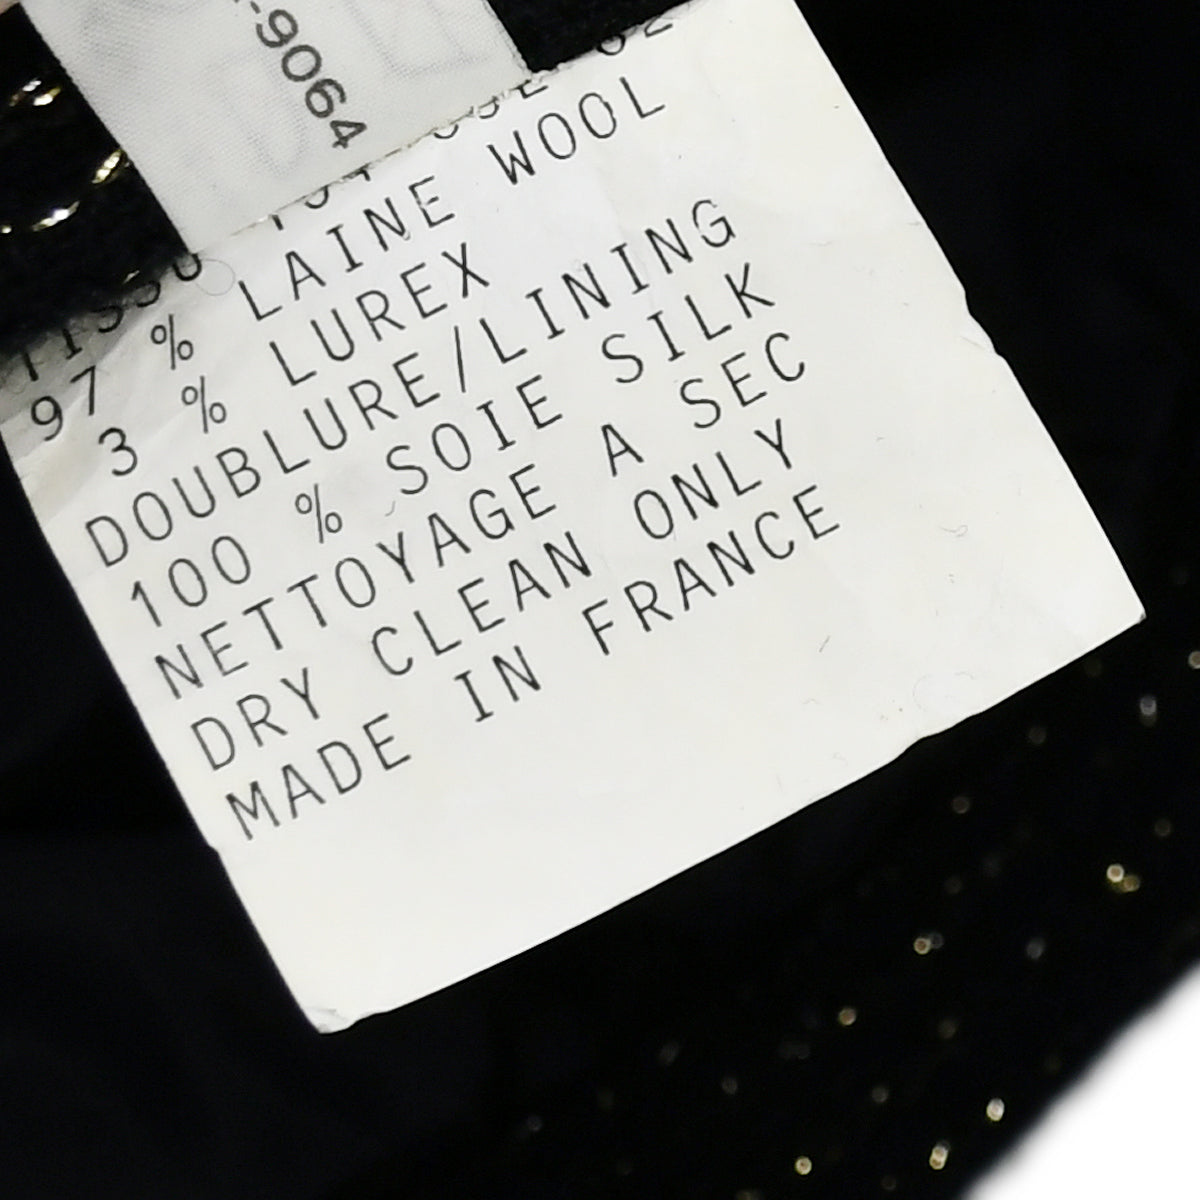 -9064
97 % LAINE WOOL
3 % LUREX
DOUBLURE/LINING
100 % SOIE SILK
NETTOYAGE A SEC
DRY CLEAN ONLY
MADE IN FRANCE